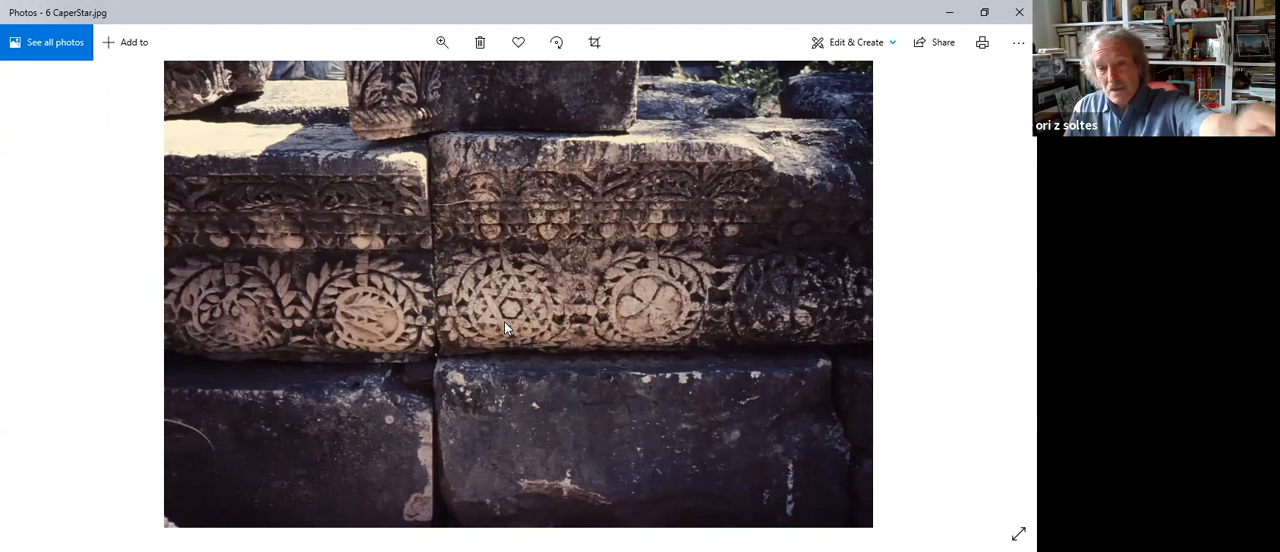 Photos - 6 CaperStar.jpg
See all photos
Add to
Edit & Create
Share
ori z soltes